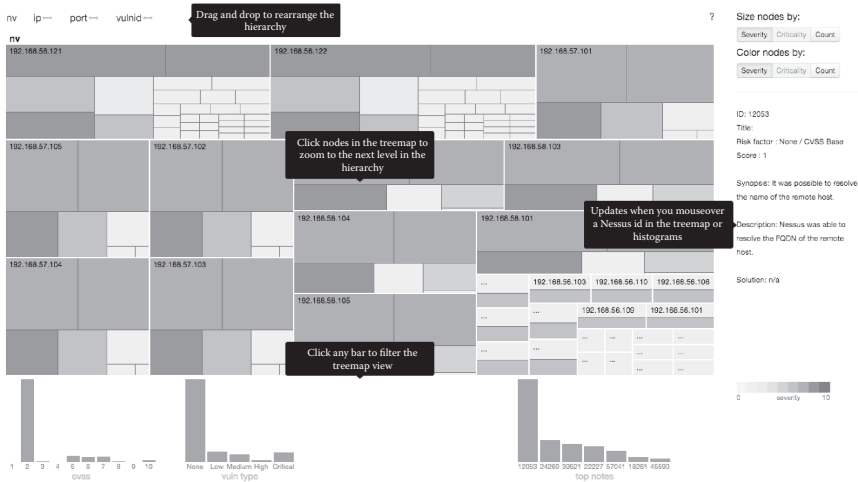 nv ip port vulnid
Drag and drop to rearrange the
hierarchy
?
nv
192.168.56.121
192.168.56.122
192.168.57.101
192.168.57.105
192.168.57.102
Click nodes in the treemap to
zoom to the next level in the
hierarchy
192.168.58.103
192.168.58.104
192.168.58.101
Updates when you mouseover
a Nessus id in the treemap or
histograms
192.168.57.104
192.168.57.103
192.168.58.105
... 192.168.56.103 192.168.56.110 192.168.56.106
... ... 192.168.56.109 192.168.56.101
... ... ... ... ... ...
... ... ... ...
Click any bar to filter the
treemap view
Size nodes by:
Severity Criticality Count
Color nodes by:
Severity Criticality Count
ID: 12053
Title:
Risk factor : None / CVSS Base
Score : 1
Synopsis: It was possible to resolve
the name of the remote host.
Description: Nessus was able to
resolve the FQDN of the remote
host.
Solution: n/a
0 severity 10
1 2 3 4 5 6 7 8 9 10
cvss
None Low Medium High Critical
vuln type
12053 24260 39521 22227 57041 18261 45590
top notes